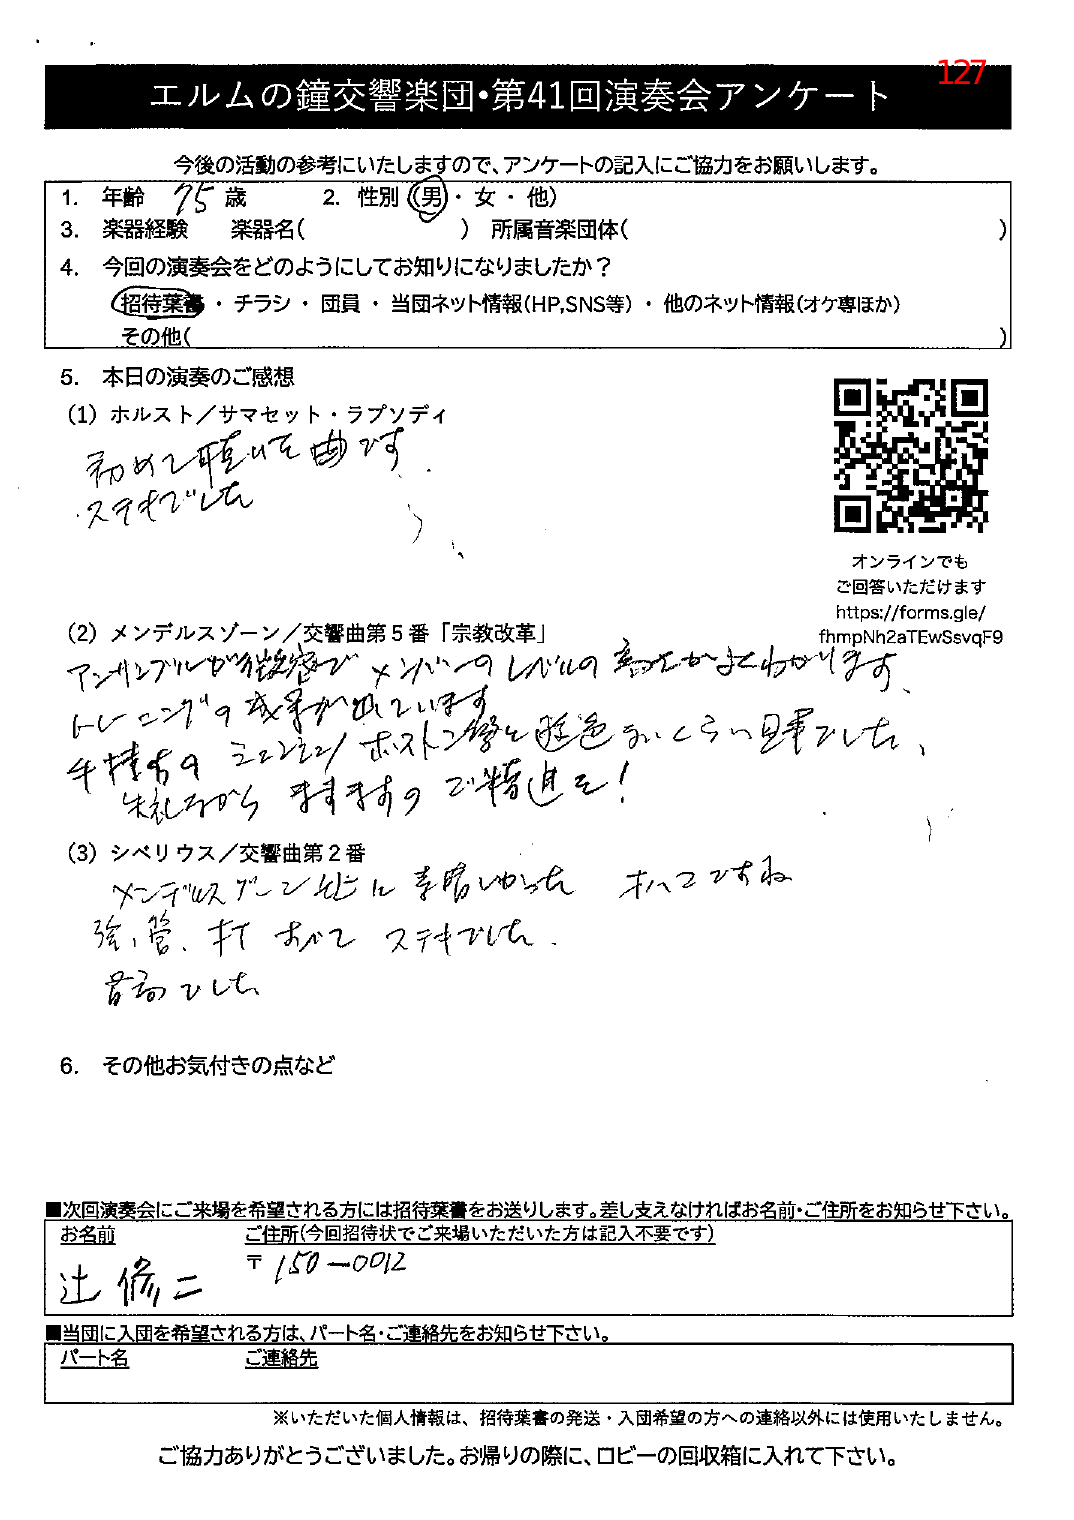 127
エルムの鐘交響楽団・第41回演奏会アンケート
今後の活動の参考にいたしますので、アンケートの記入にご協力をお願いします。
1. 年齢 75 歳 2. 性別 (男・女・他)
3. 楽器経験 楽器名( ) 所属音楽団体( )
4. 今回の演奏会をどのようにしてお知りになりましたか？
招待葉書 ・ チラシ ・ 団員 ・ 当団ネット情報(HP,SNS等) ・ 他のネット情報(オケ専ほか)
その他( )
5. 本日の演奏のご感想
(1) ホルスト／サマセット・ラプソディ
初めて聴いた曲です.
ステキでした
オンラインでも
ご回答いただけます
https://forms.gle/
fhmpNh2aTEwSsvqF9
(2) メンデルスゾーン／交響曲第５番「宗教改革」
アンサンブルが緻密で メンバーのレベルの高さがよくわかります、
トレーニングの成果が出ています
手持ちの ミュンシュ/ボストン響と遜色ないくらい見事でした、
失礼ながら ますますの ご精進を!
(3) シベリウス／交響曲第２番
メンデルスゾーン 素晴しかった オハコですね
弦、管、打 すべて ステキでした.
最高でした
6. その他お気付きの点など
■次回演奏会にご来場を希望される方には招待葉書をお送りします。差し支えなければお名前・ご住所をお知らせ下さい。
お名前 ご住所(今回招待状でご来場いただいた方は記入不要です)
辻 修二 〒150-0012
■当団に入団を希望される方は、パート名・ご連絡先をお知らせ下さい。
パート名 ご連絡先
※いただいた個人情報は、招待葉書の発送・入団希望の方への連絡以外には使用いたしません。
ご協力ありがとうございました。お帰りの際に、ロビーの回収箱に入れて下さい。